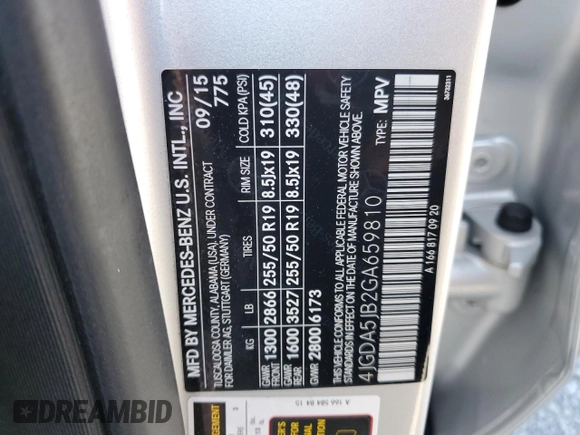 MFD BY MERCEDES-BENZ U.S. INTL., INC. 09/15
TUSCALOOSA COUNTY, ALABAMA (USA) UNDER CONTRACT 775
FOR DAIMLER AG, STUTTGART (GERMANY)
KG LB TIRES RIM SIZE COLD KPA(PSI)
GAWR FRONT 1300 2866 255/50 R19 8.5Jx19 310(45)
GAWR REAR 1600 3527 255/50 R19 8.5Jx19 330(48)
GVWR 2800 6173
THIS VEHICLE CONFORMS TO ALL APPLICABLE FEDERAL MOTOR VEHICLE SAFETY
STANDARDS IN EFFECT ON THE DATE OF MANUFACTURE SHOWN ABOVE.
4JGDA5JB2GA659810 TYPE: MPV
A 166 817 09 20
36732311
A 166 584 84 15
DREAMBID